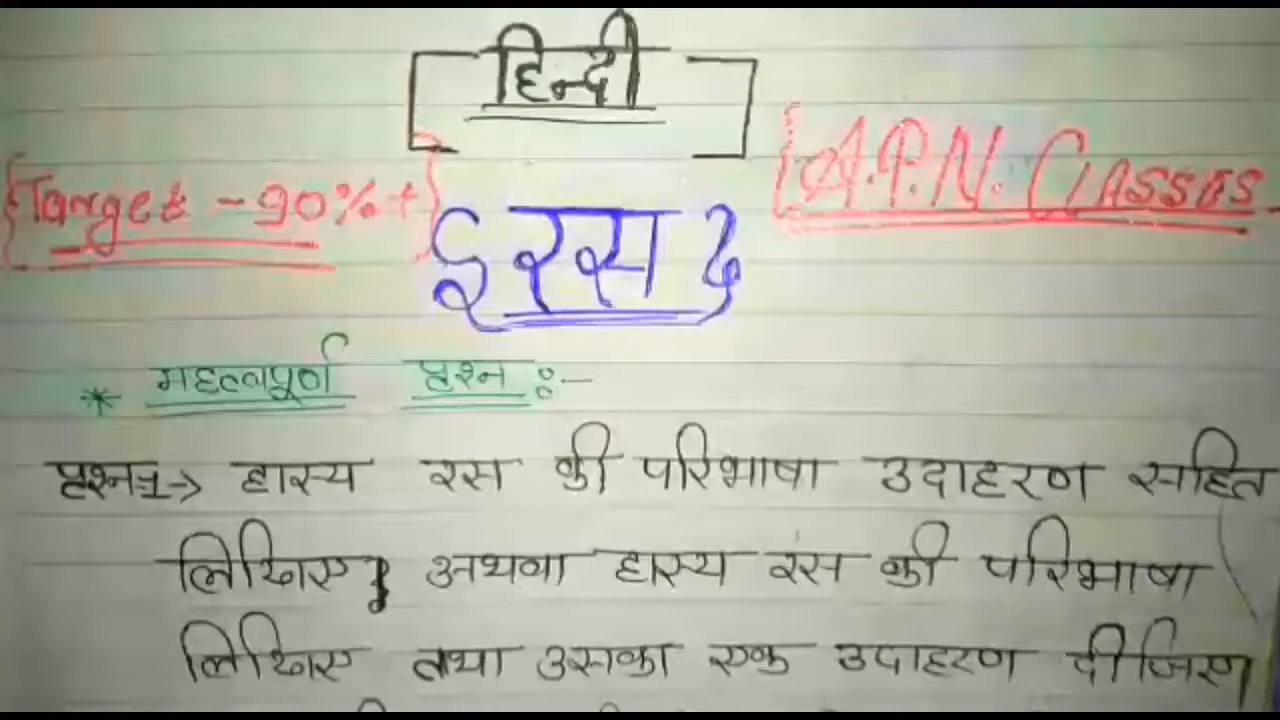 हिन्दी
{Target - 90%+}
{A.P.N. Classes
{रस}
* महत्वपूर्ण प्रश्न :-
प्रश्न-1→ हास्य रस की परिभाषा उदाहरण सहित
लिखिए? अथवा हास्य रस की परिभाषा
लिखिए तथा उसका एक उदाहरण दीजिए